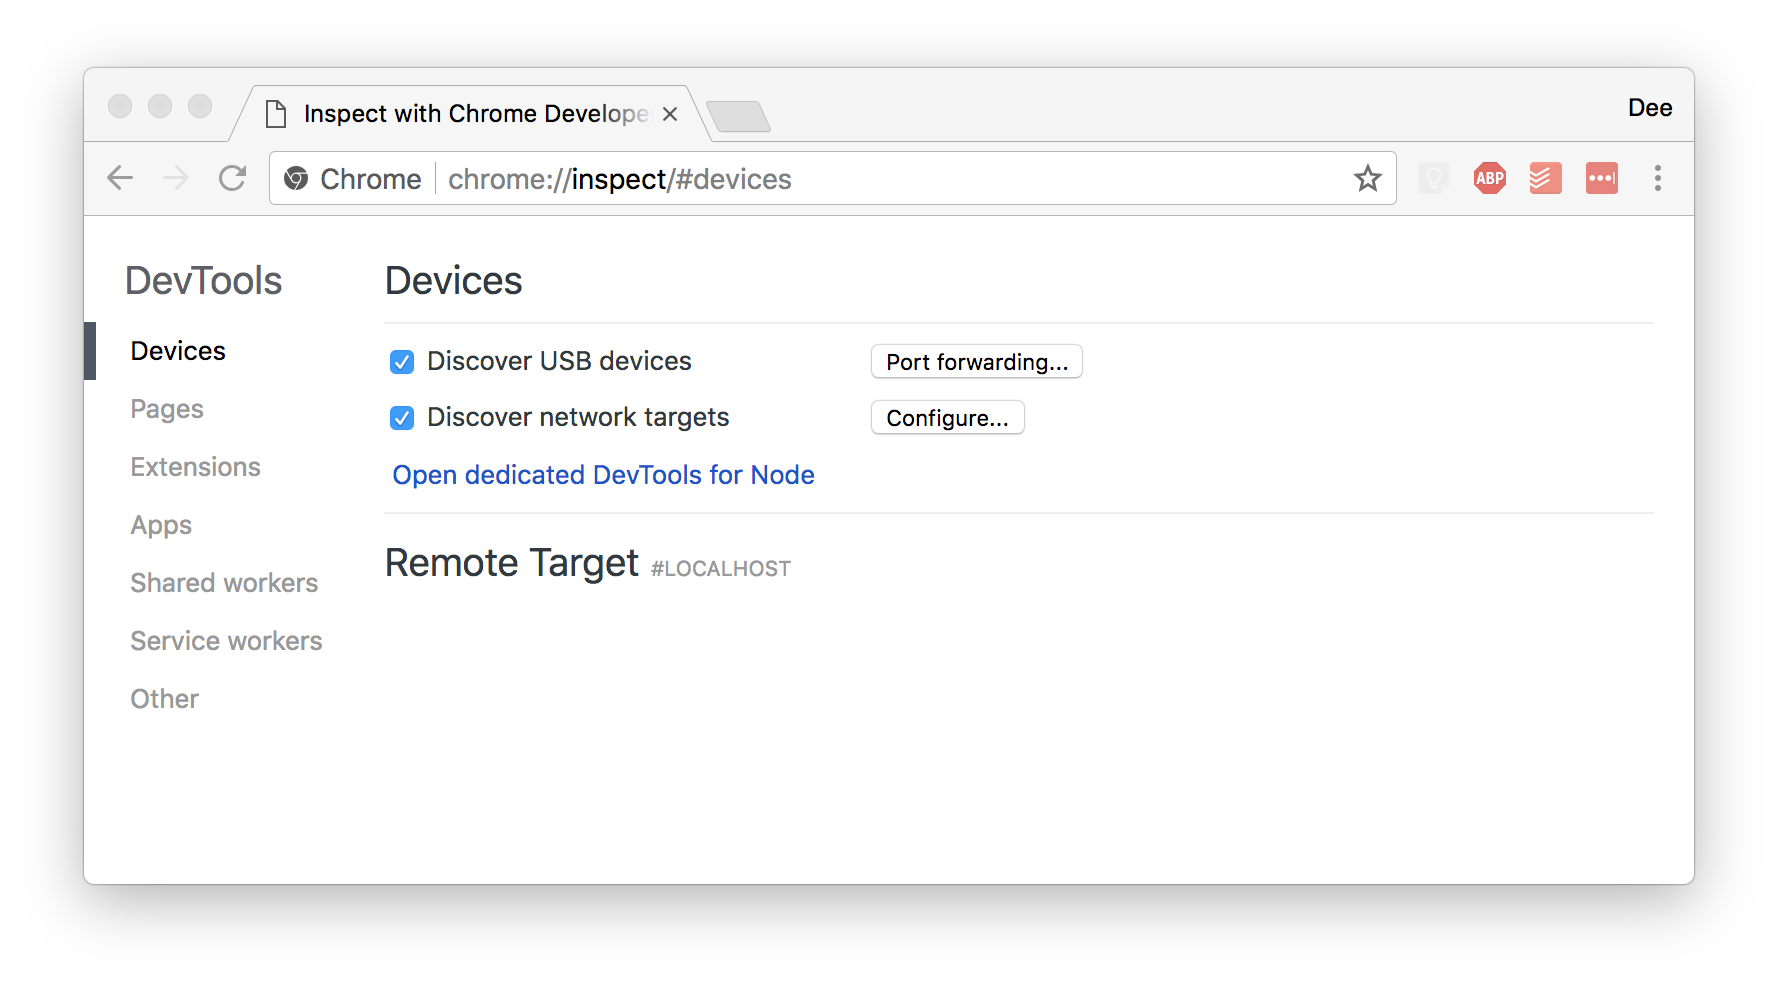 Inspect with Chrome Develope
Dee
Chrome chrome://inspect/#devices
ABP
DevTools
Devices
Pages
Extensions
Apps
Shared workers
Service workers
Other
Devices
Discover USB devices Port forwarding...
Discover network targets Configure...
Open dedicated DevTools for Node
Remote Target #LOCALHOST